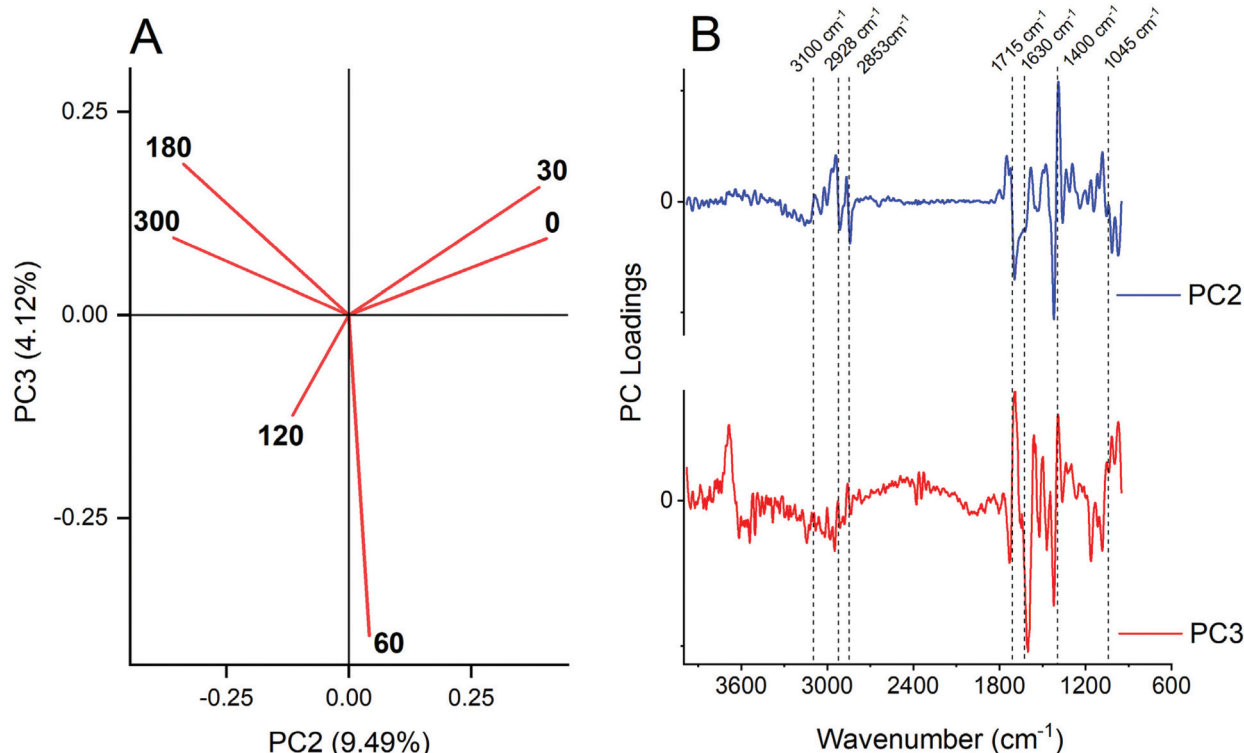 A
0.25
0.00
-0.25
PC3 (4.12%)
180
300
30
0
120
60
-0.25
0.00
0.25
PC2 (9.49%)
B
3100 cm⁻¹
2928 cm⁻¹
2853cm⁻¹
1715 cm⁻¹
1630 cm⁻¹
1400 cm⁻¹
1045 cm⁻¹
0
PC2
PC Loadings
0
PC3
3600
3000
2400
1800
1200
600
Wavenumber (cm⁻¹)